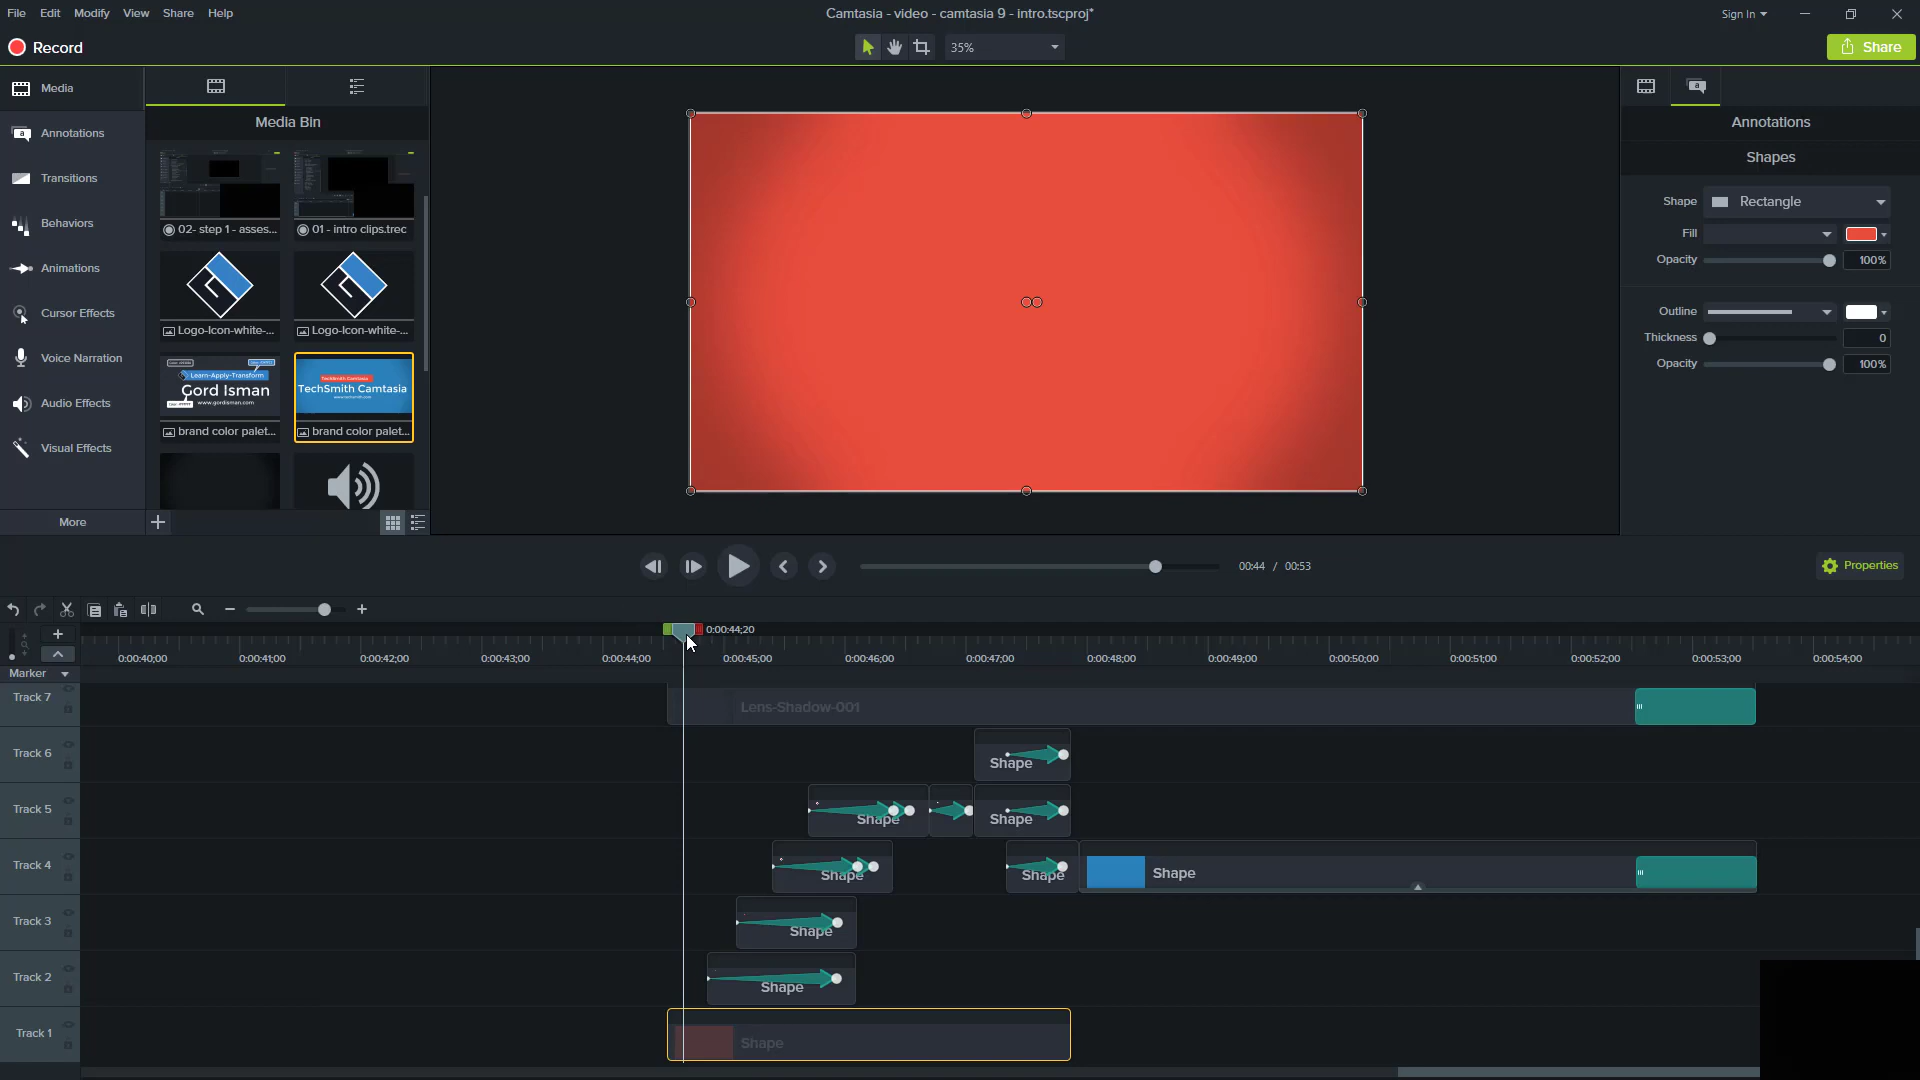 File Edit Modify View Share Help
Camtasia - video - camtasia 9 - intro.tscproj*
Sign In
Record
35%
Share
Media
Annotations
Transitions
Behaviors
Animations
Cursor Effects
Voice Narration
Audio Effects
Visual Effects
More
Media Bin
02- step 1 - asses...
01 - intro clips.trec
Logo-Icon-white-...
Logo-Icon-white-...
Learn-Apply-Transform
Gord Isman
www.gordisman.com
TechSmith Camtasia
TechSmith Camtasia
brand color palet...
brand color palet...
Annotations
Shapes
Shape Rectangle
Fill
Opacity 100%
Outline
Thickness 0
Opacity 100%
00:44 / 00:53
Properties
0:00:44;20
0:00:40;00 0:00:41;00 0:00:42;00 0:00:43;00 0:00:44;00 0:00:45;00 0:00:46;00 0:00:47;00 0:00:48;00 0:00:49;00 0:00:50;00 0:00:51;00 0:00:52;00 0:00:53;00 0:00:54;00
Marker
Track 7
Lens-Shadow-001
Track 6
Shape
Track 5
Shape
Shape
Track 4
Shape
Shape
Shape
Track 3
Shape
Track 2
Shape
Track 1
Shape